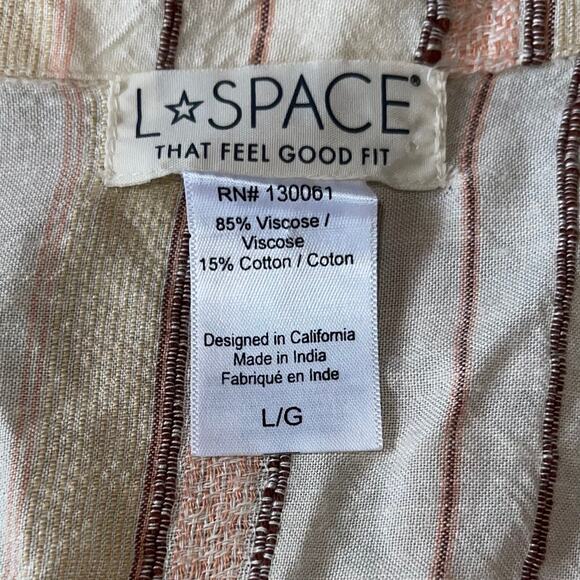 L☆SPACE®
THAT FEEL GOOD FIT
RN# 130061
85% Viscose /
Viscose
15% Cotton / Coton
Designed in California
Made in India
Fabriqué en Inde
L/G